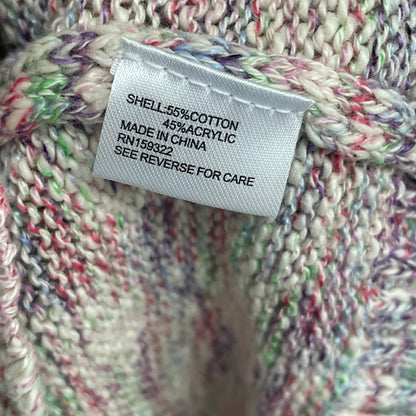 SHELL:55%COTTON
45%ACRYLIC
MADE IN CHINA
RN159322
SEE REVERSE FOR CARE